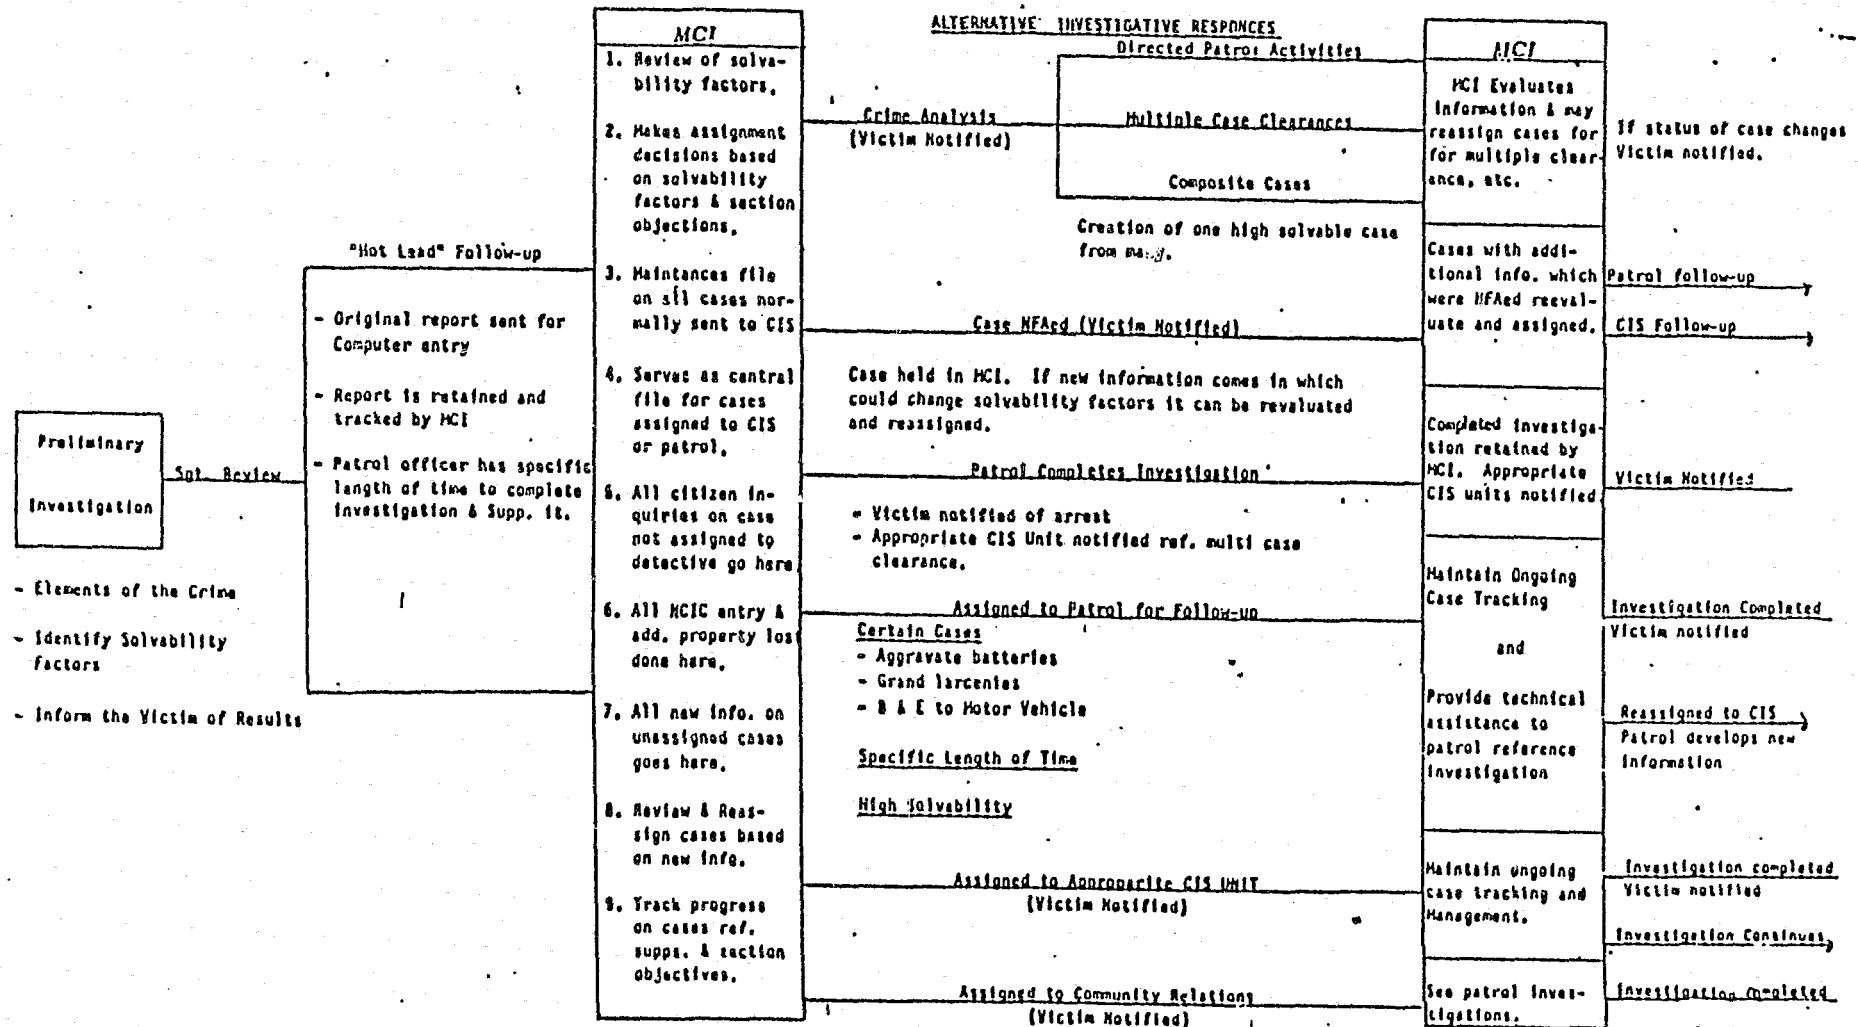 Preliminary
Investigation
- Elements of the Crime
- Identify Solvability
Factors
- Inform the Victim of Results
Sgt. Review
"Hot Lead" Follow-up
- Original report sent for
Computer entry
- Report is retained and
tracked by MCI
- Patrol officer has specific
length of time to complete
investigation & Supp. it.
MCI
1. Review of solva-
bility factors.
2. Makes assignment
decisions based
on solvability
factors & section
objections.
3. Maintances file
on all cases nor-
mally sent to CIS
4. Serves as central
file for cases
assigned to CIS
or patrol.
5. All citizen in-
quiries on case
not assigned to
detective go here
6. All NCIC entry &
add. property lost
done here.
7. All new info. on
unassigned cases
goes here.
8. Review & Reas-
sign cases based
on new info.
9. Track progress
on cases ref.
supps. & section
objectives.
ALTERNATIVE INVESTIGATIVE RESPONCES
Directed Patrol Activities
Crime Analysis
(Victim Notified)
Multiple Case Clearances
Composite Cases
Creation of one high solvable case
from
Case NFAed (Victim Notified)
Case held in MCI. If new information comes in which
could change solvability factors it can be revaluated
and reassigned.
Patrol Completes Investigation
- Victim notified of arrest
- Appropriate CIS Unit notified ref. multi case
clearance.
Assigned to Patrol for Follow-up
Certain Cases
- Aggravate batteries
- Grand larcenies
- B & E to Motor Vehicle
Specific Length of Time
High Solvability
Assigned to Approparite CIS UNIT
(Victim Notified)
Assigned to Community Relations
(Victim Notified)
MCI
MCI Evaluates
Information & may
reassign cases for
for multiple clear-
ance, etc.
Cases with addi-
tional info. which
were NFAed reeval-
uate and assigned.
Completed investiga-
tion retained by
MCI. Appropriate
CIS units notified
Maintain Ongoing
Case Tracking
and
Provide technical
assistance to
patrol reference
investigation
Maintain ongoing
case tracking and
Management.
See patrol inves-
tigations.
If status of case changes
Victim notified.
Patrol follow-up
CIS Follow-up
Victim Notified
Investigation Completed
Victim notified
Reassigned to CIS
Patrol develops new
Information
Investigation completed
Victim notified
Investigation Continues
Investigation completed